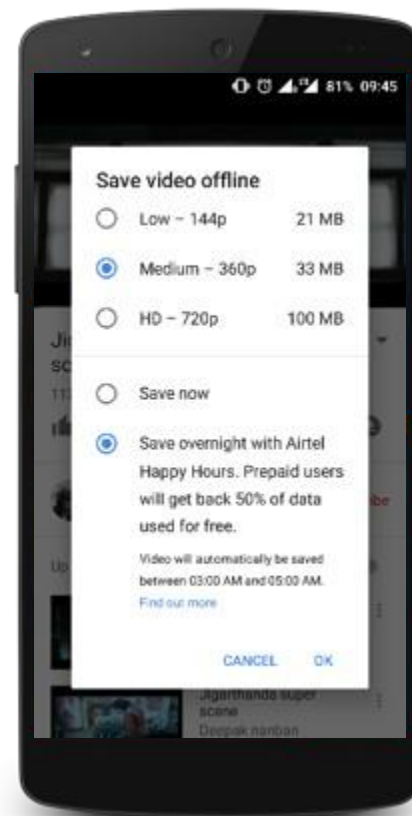 81% 09:45
Save video offline
Low – 144p 21 MB
Medium – 360p 33 MB
HD – 720p 100 MB
Save now
Save overnight with Airtel
Happy Hours. Prepaid users
will get back 50% of data
used for free.
Video will automatically be saved
between 03:00 AM and 05:00 AM.
Find out more
CANCEL OK
Jigarthanda super
scene
Deepak nanban